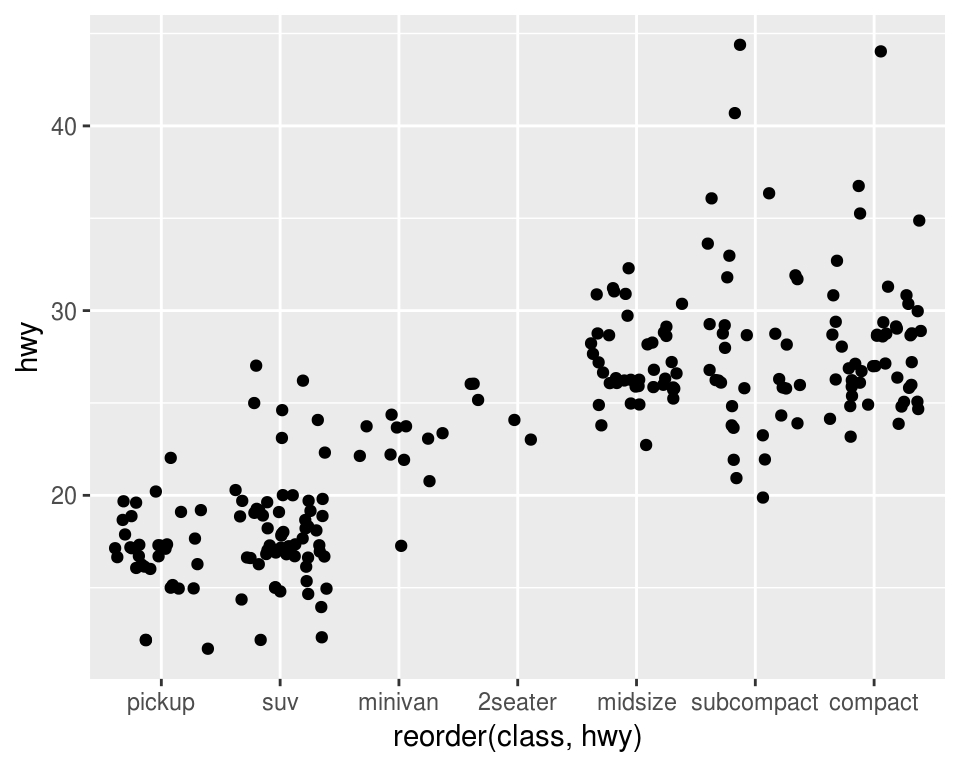 hwy
40
30
20
pickup suv minivan 2seater midsize subcompact compact
reorder(class, hwy)